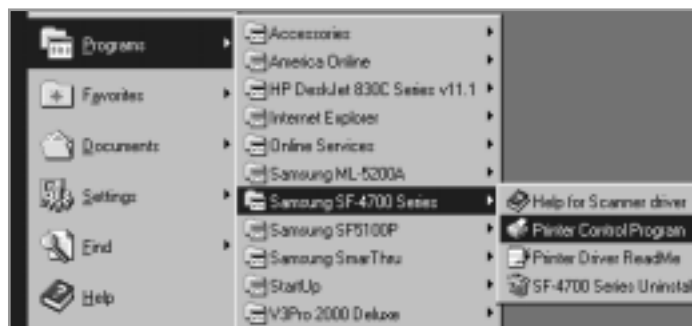 Programs
Favorites
Documents
Settings
Find
Help
Accessories
America Online
HP DeskJet 830C Series v11.1
Internet Explorer
Online Services
Samsung ML-5200A
Samsung SF-4700 Series
Samsung SF5100P
Samsung SmarThru
StartUp
V3Pro 2000 Deluxe
Help for Scanner driver
Printer Control Program
Printer Driver ReadMe
SF-4700 Series Uninstal